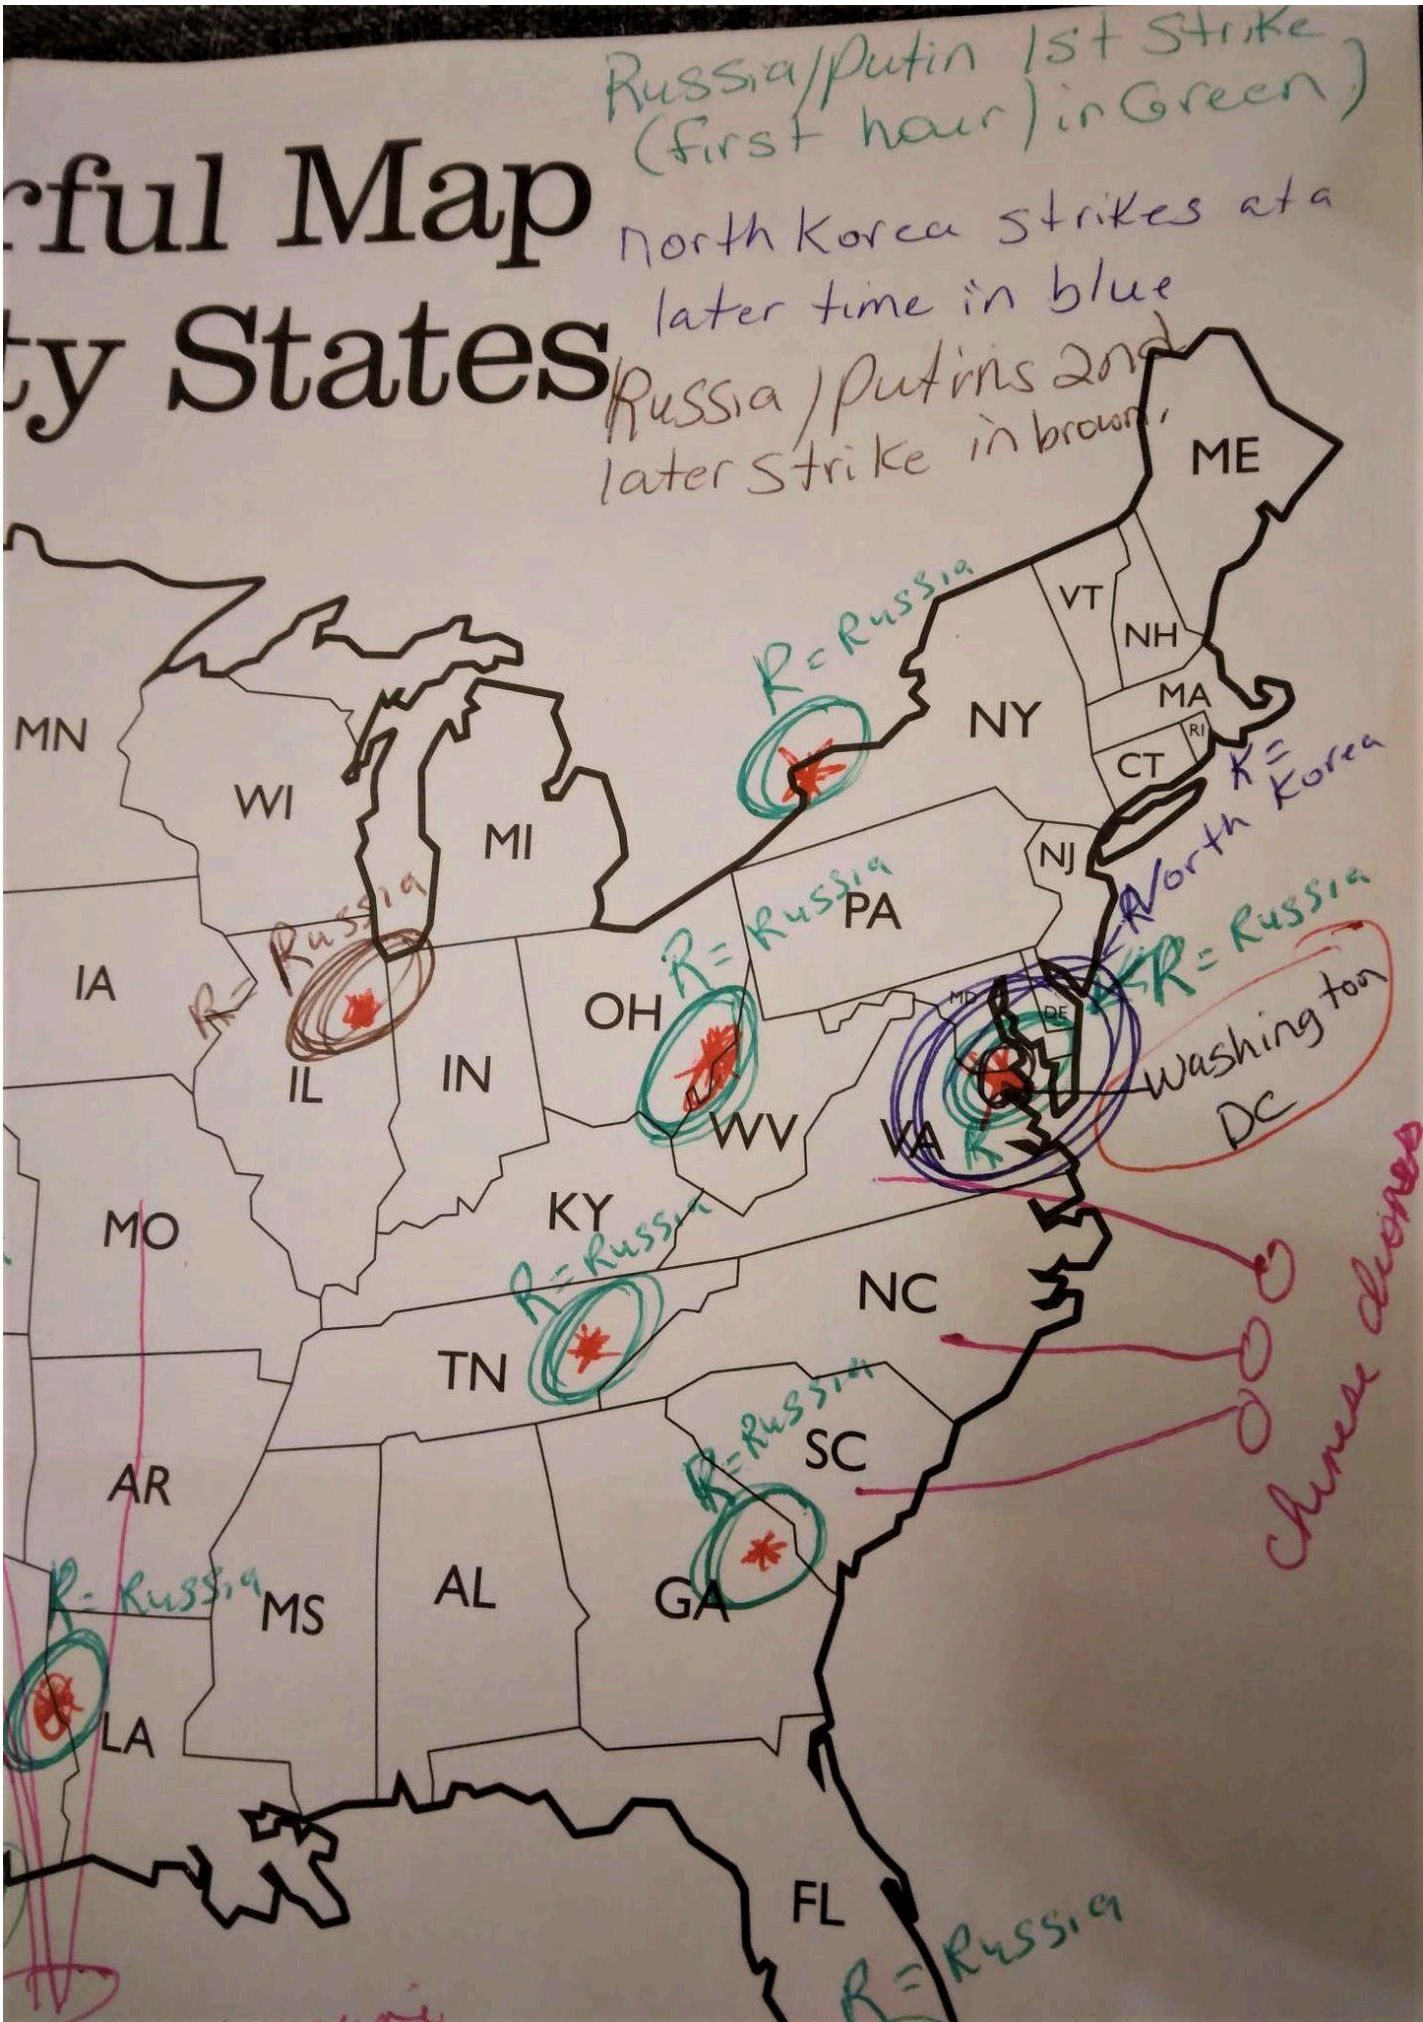 Russia/Putin 1st Strike
(first hour) in Green)
rful Map
north Korea strikes at a
later time in blue
ty States
Russia/Putins 2nd
later strike in brown.
ME
R = Russia
VT
NH
MN
NY
MA
RI
WI
CT
K =
Korea
MI
North
NJ
R = Russia
PA
R = Russia
R = Russia
IA
OH
MD
DE
Washington
DC
IL
IN
WV
VA
R
MO
KY
R = Russia
NC
chinese drones
TN
R = Russia
SC
AR
R = Russia
MS
AL
GA
LA
FL
R = Russia